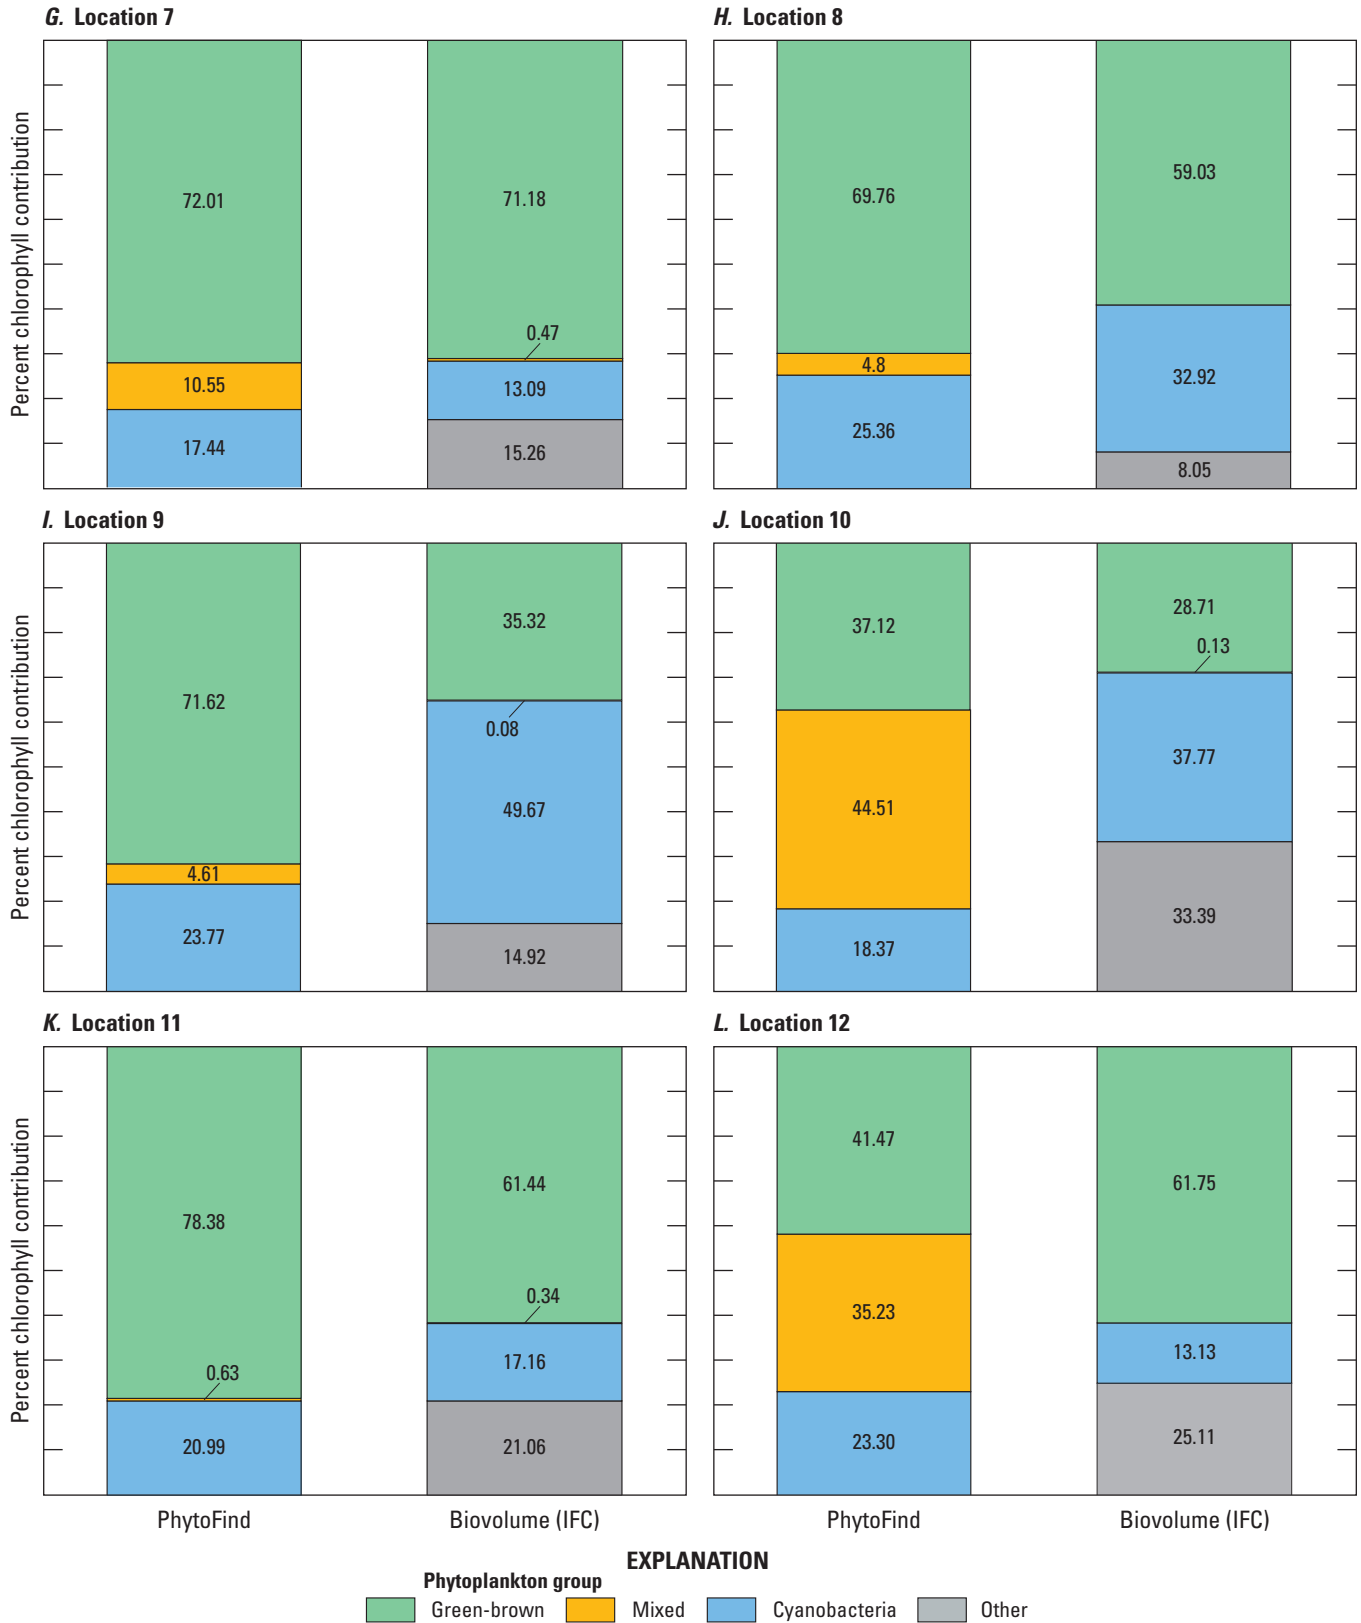 G. Location 7
Percent chlorophyll contribution
72.01
10.55
17.44
71.18
0.47
13.09
15.26
H. Location 8
69.76
4.8
25.36
59.03
32.92
8.05
I. Location 9
Percent chlorophyll contribution
71.62
4.61
23.77
35.32
0.08
49.67
14.92
J. Location 10
37.12
44.51
18.37
28.71
0.13
37.77
33.39
K. Location 11
Percent chlorophyll contribution
78.38
0.63
20.99
61.44
0.34
17.16
21.06
PhytoFind Biovolume (IFC)
L. Location 12
41.47
35.23
23.30
61.75
13.13
25.11
PhytoFind Biovolume (IFC)
EXPLANATION
Phytoplankton group
Green-brown Mixed Cyanobacteria Other